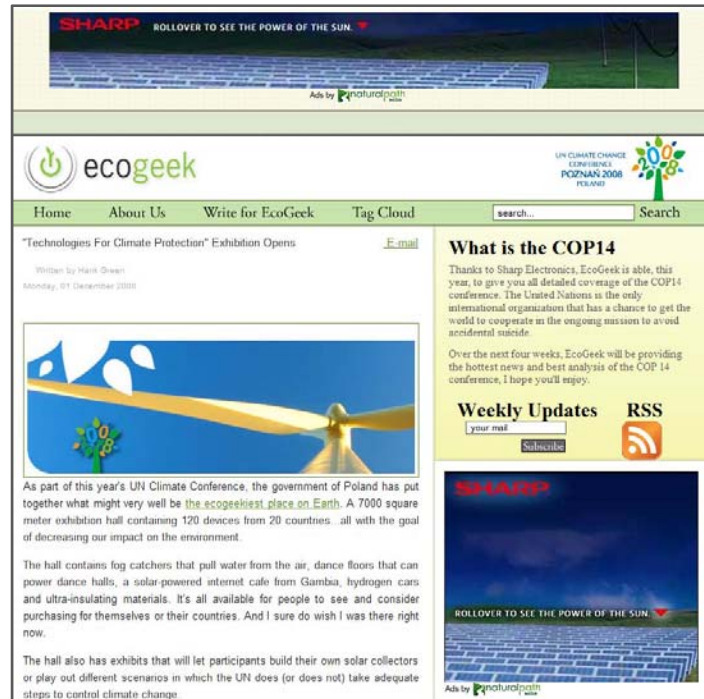 SHARP ROLLOVER TO SEE THE POWER OF THE SUN.
Ads by naturalpath MEDIA
ecogeek
UN CLIMATE CHANGE
CONFERENCE
POZNAŃ 2008
POLAND
2008
Home About Us Write for EcoGeek Tag Cloud search... Search
"Technologies For Climate Protection" Exhibition Opens E-mail
Written by Hank Green
Monday, 01 December 2008
2008
As part of this year's UN Climate Conference, the government of Poland has put
together what might very well be the ecogeekiest place on Earth. A 7000 square
meter exhibition hall containing 120 devices from 20 countries...all with the goal
of decreasing our impact on the environment.
The hall contains fog catchers that pull water from the air, dance floors that can
power dance halls, a solar-powered internet cafe from Gambia, hydrogen cars
and ultra-insulating materials. It's all available for people to see and consider
purchasing for themselves or their countries. And I sure do wish I was there right
now.
The hall also has exhibits that will let participants build their own solar collectors
or play out different scenarios in which the UN does (or does not) take adequate
steps to control climate change
What is the COP14
Thanks to Sharp Electronics, EcoGeek is able, this
year, to give you all detailed coverage of the COP14
conference. The United Nations is the only
international organization that has a chance to get the
world to cooperate in the ongoing mission to avoid
accidental suicide.
Over the next four weeks, EcoGeek will be providing
the hottest news and best analysis of the COP 14
conference, I hope you'll enjoy.
Weekly Updates RSS
your mail
Subscribe
SHARP
ROLLOVER TO SEE THE POWER OF THE SUN.
Ads by naturalpath MEDIA